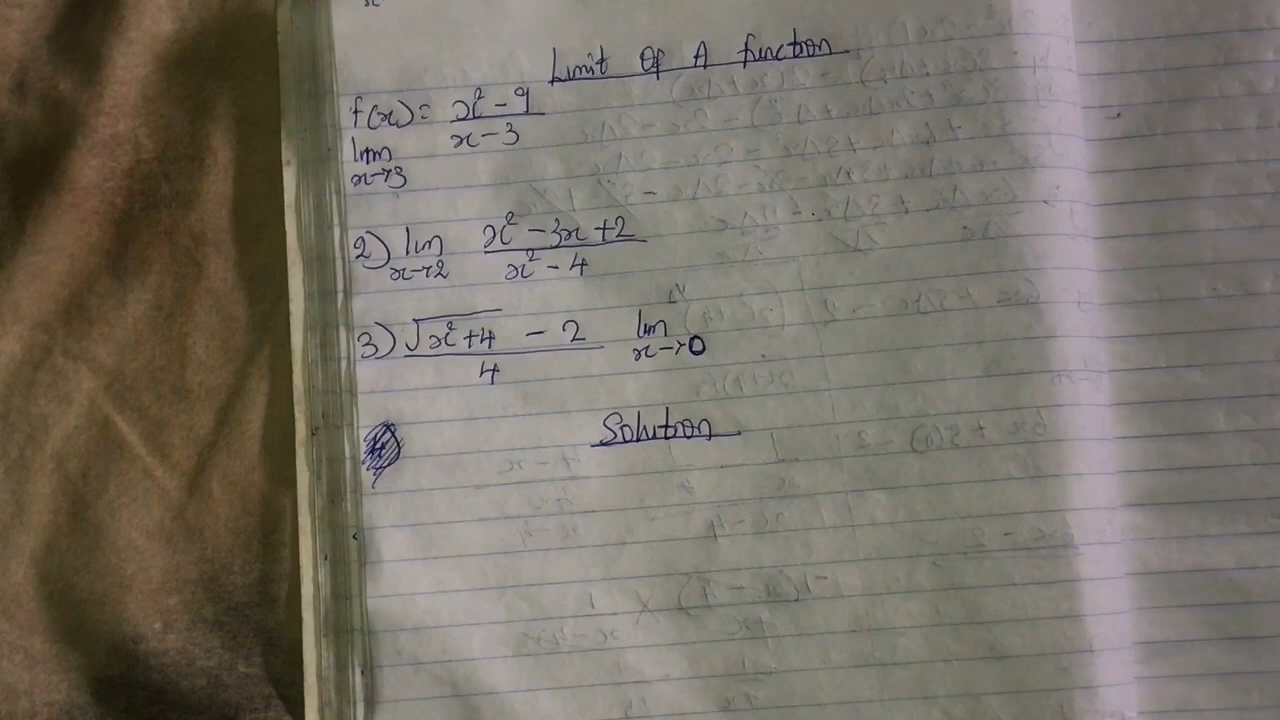 Limit Of A function
f(x) = x² - 9 / x - 3
lim x→3
2) lim x→2 x² - 3x + 2 / x² - 4
3) √x² + 4 - 2 / 4 lim x→0
Solution